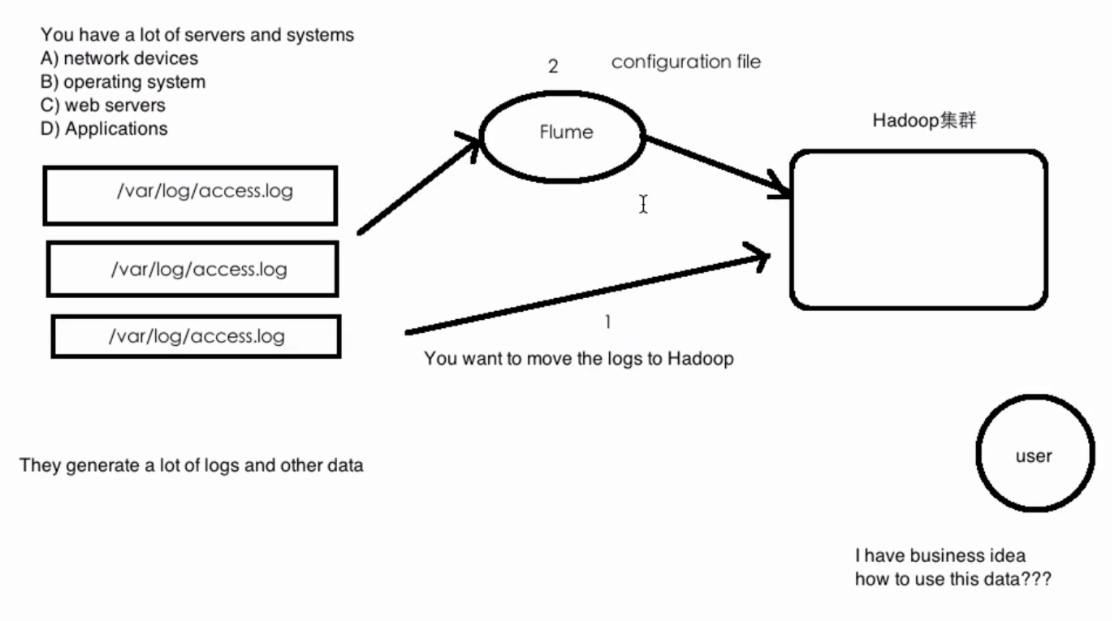 You have a lot of servers and systems
A) network devices
B) operating system
C) web servers
D) Applications
2
configuration file
Flume
Hadoop集群
/var/log/access.log
/var/log/access.log
/var/log/access.log
1
You want to move the logs to Hadoop
They generate a lot of logs and other data
user
I have business idea
how to use this data???